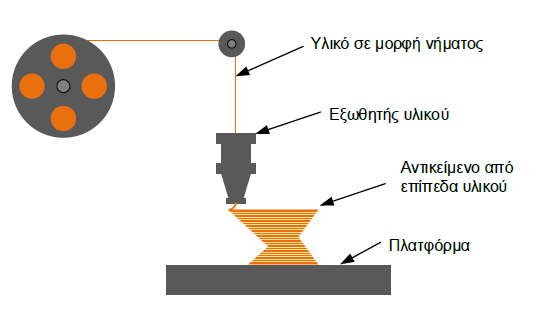 Υλικό σε μορφή νήματος
Εξωθητής υλικού
Αντικείμενο από
επίπεδα υλικού
Πλατφόρμα